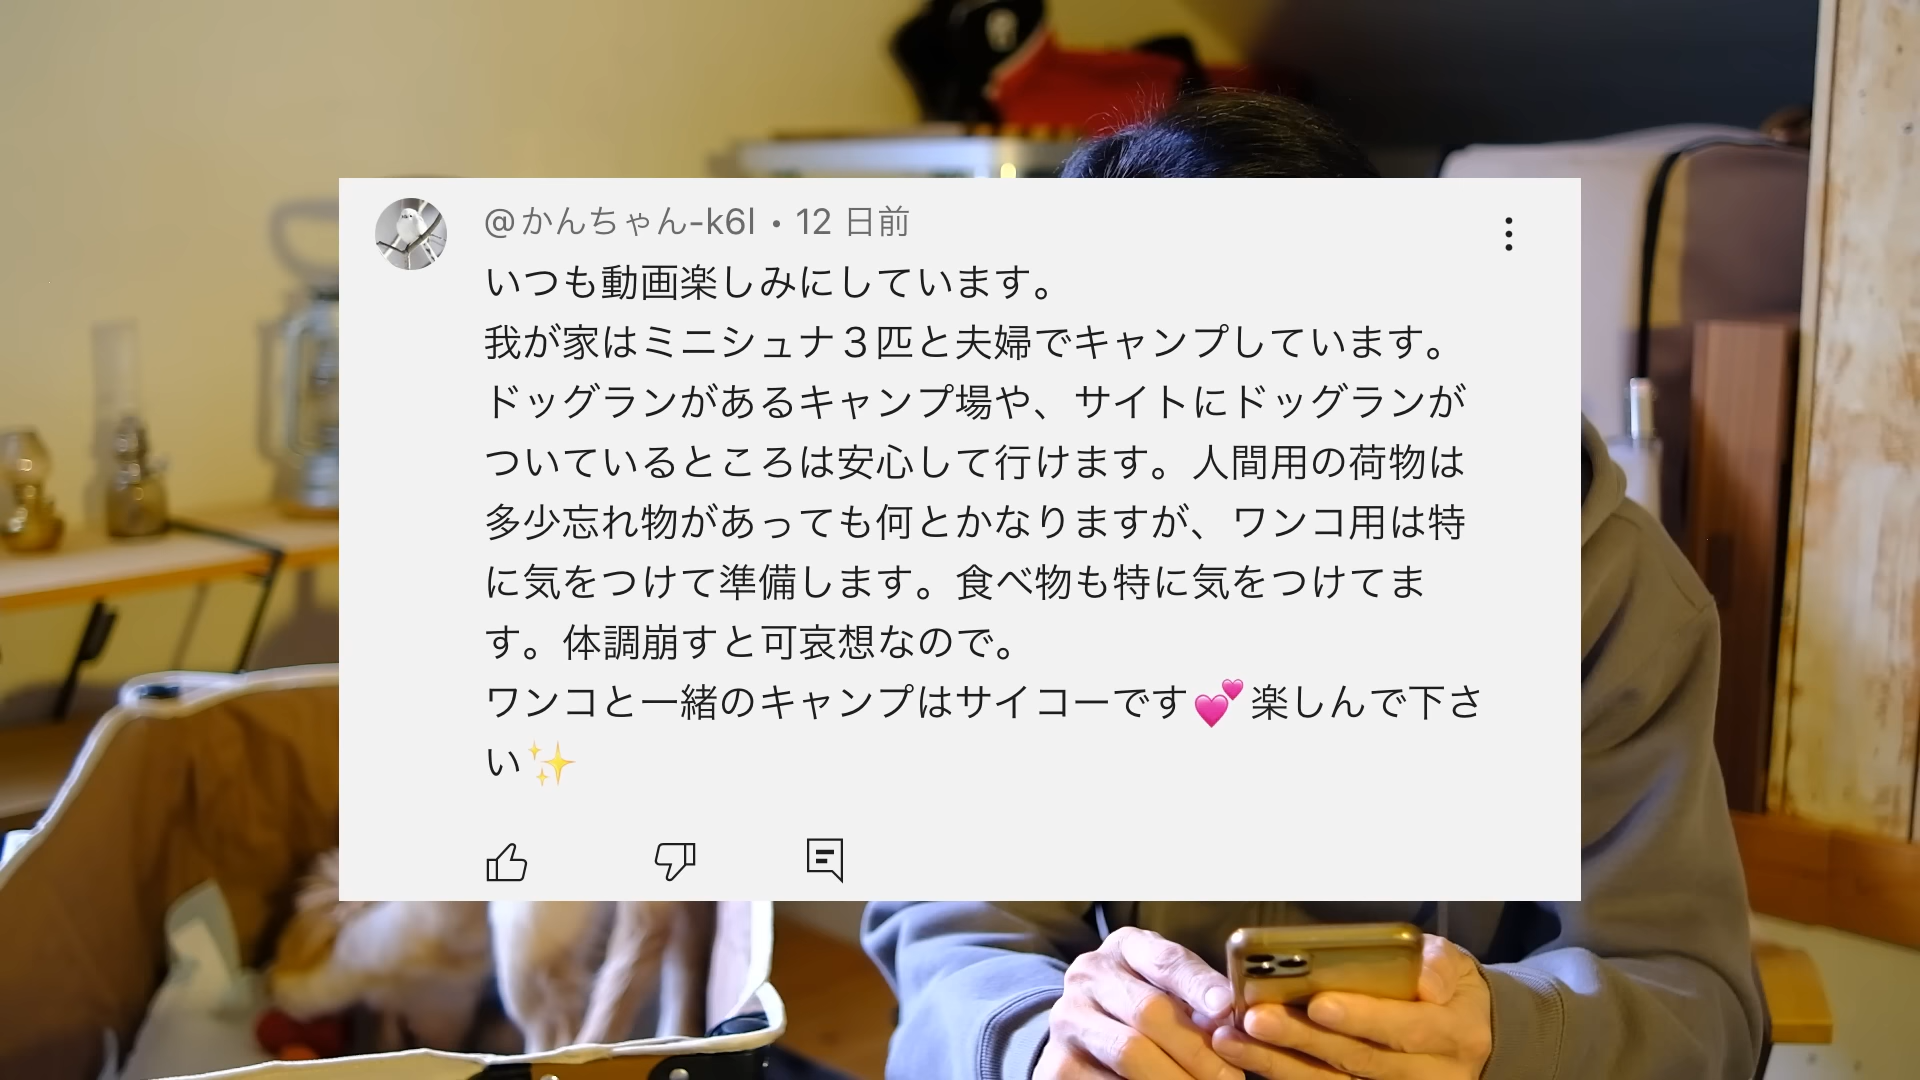 @かんちゃん-k6l・12 日前
いつも動画楽しみにしています。
我が家はミニシュナ３匹と夫婦でキャンプしています。
ドッグランがあるキャンプ場や、サイトにドッグランが
ついているところは安心して行けます。人間用の荷物は
多少忘れ物があっても何とかなりますが、ワンコ用は特
に気をつけて準備します。食べ物も特に気をつけてま
す。体調崩すと可哀想なので。
ワンコと一緒のキャンプはサイコーです💕楽しんで下さ
い✨